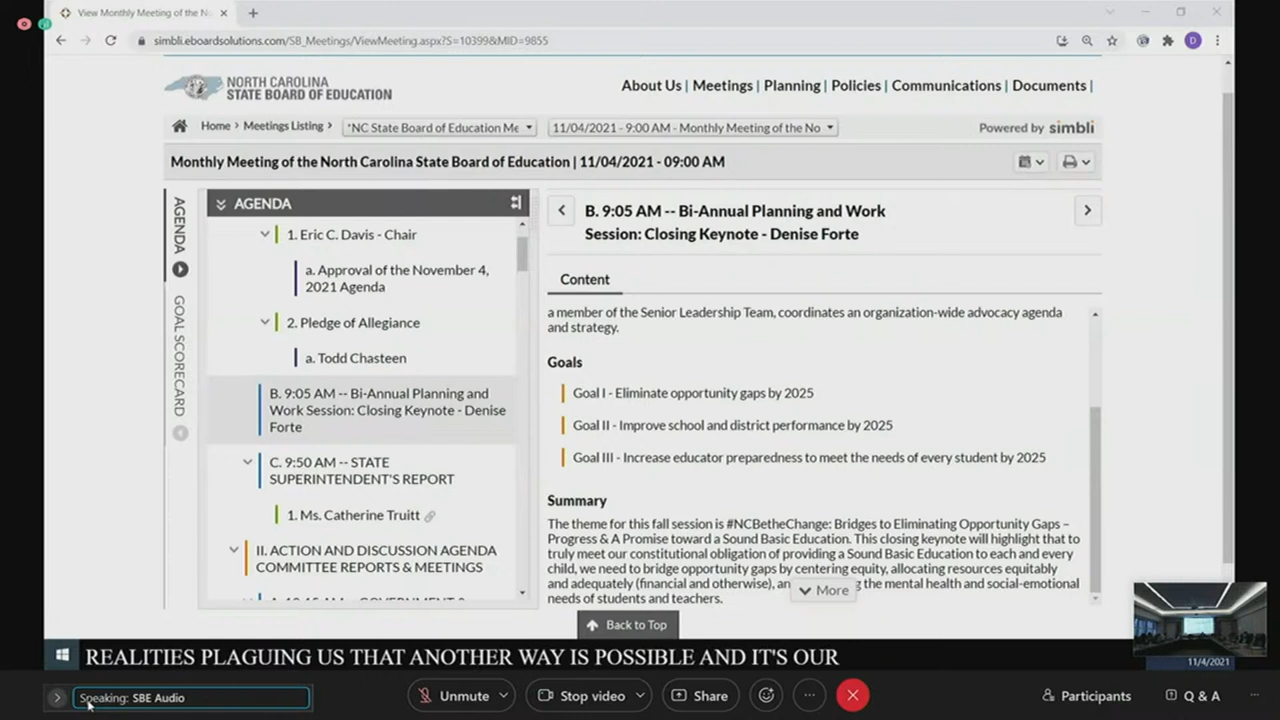 View Monthly Meeting of the N
simbli.eboardsolutions.com/SB_Meetings/ViewMeeting.aspx?S=10399&MID=9855
D
NORTH CAROLINA
STATE BOARD OF EDUCATION
About Us | Meetings | Planning | Policies | Communications | Documents |
Home > Meetings Listing >
*NC State Board of Education Me
11/04/2021 - 9:00 AM - Monthly Meeting of the No
Powered by simbli
Monthly Meeting of the North Carolina State Board of Education | 11/04/2021 - 09:00 AM
AGENDA
GOAL SCORECARD
AGENDA
1. Eric C. Davis - Chair
a. Approval of the November 4,
2021 Agenda
2. Pledge of Allegiance
a. Todd Chasteen
B. 9:05 AM -- Bi-Annual Planning and
Work Session: Closing Keynote - Denise
Forte
C. 9:50 AM -- STATE
SUPERINTENDENT'S REPORT
1. Ms. Catherine Truitt
II. ACTION AND DISCUSSION AGENDA
COMMITTEE REPORTS & MEETINGS
B. 9:05 AM -- Bi-Annual Planning and Work
Session: Closing Keynote - Denise Forte
Content
a member of the Senior Leadership Team, coordinates an organization-wide advocacy agenda
and strategy.
Goals
Goal I - Eliminate opportunity gaps by 2025
Goal II - Improve school and district performance by 2025
Goal III - Increase educator preparedness to meet the needs of every student by 2025
Summary
The theme for this fall session is #NCBetheChange: Bridges to Eliminating Opportunity Gaps –
Progress & A Promise toward a Sound Basic Education. This closing keynote will highlight that to
truly meet our constitutional obligation of providing a Sound Basic Education to each and every
child, we need to bridge opportunity gaps by centering equity, allocating resources equitably
and adequately (financial and otherwise), an the mental health and social-emotional
needs of students and teachers.
More
Back to Top
11/4/2021
REALITIES PLAGUING US THAT ANOTHER WAY IS POSSIBLE AND IT'S OUR
Speaking: SBE Audio
Unmute
Stop video
Share
Participants
Q & A